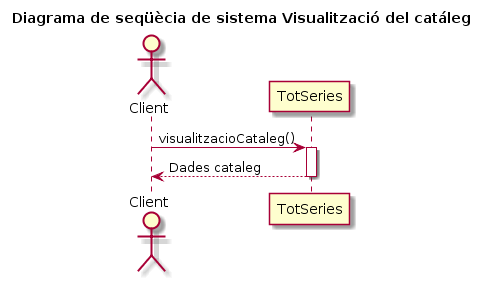 Diagrama de seqüècia de sistema Visualització del catáleg
Client
TotSeries
visualitzacioCataleg()
Dades cataleg
Client
TotSeries